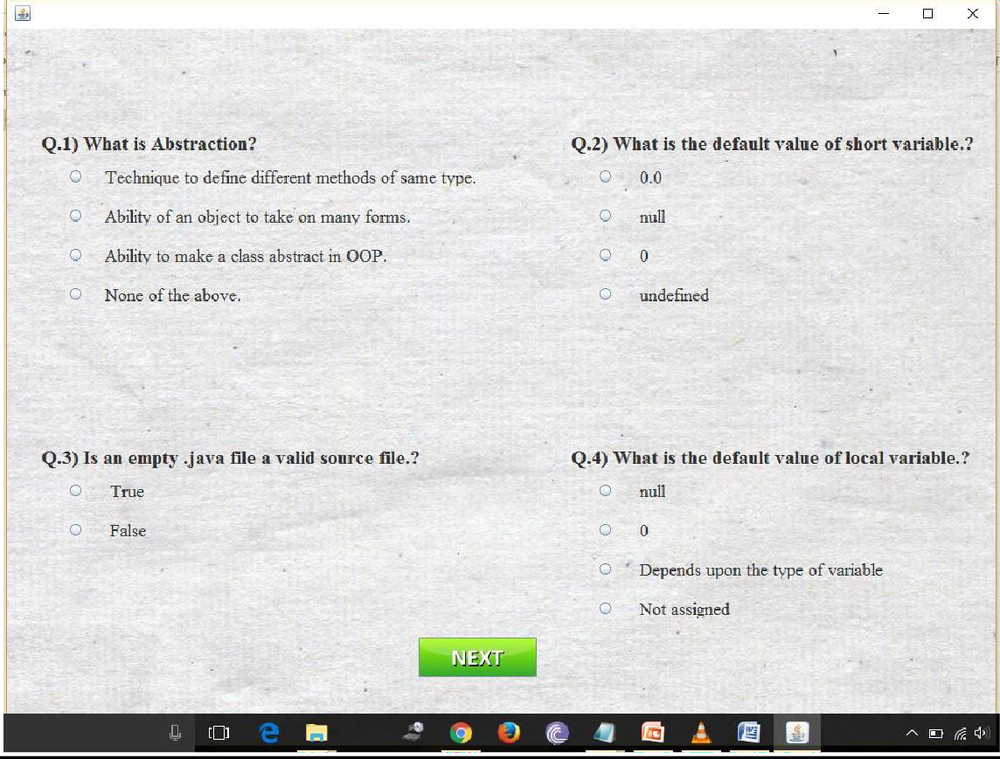 Q.1) What is Abstraction?
Technique to define different methods of same type.
Ability of an object to take on many forms.
Ability to make a class abstract in OOP.
None of the above.
Q.2) What is the default value of short variable.?
0.0
null
0
undefined
Q.3) Is an empty .java file a valid source file.?
True
False
Q.4) What is the default value of local variable.?
null
0
Depends upon the type of variable
Not assigned
NEXT